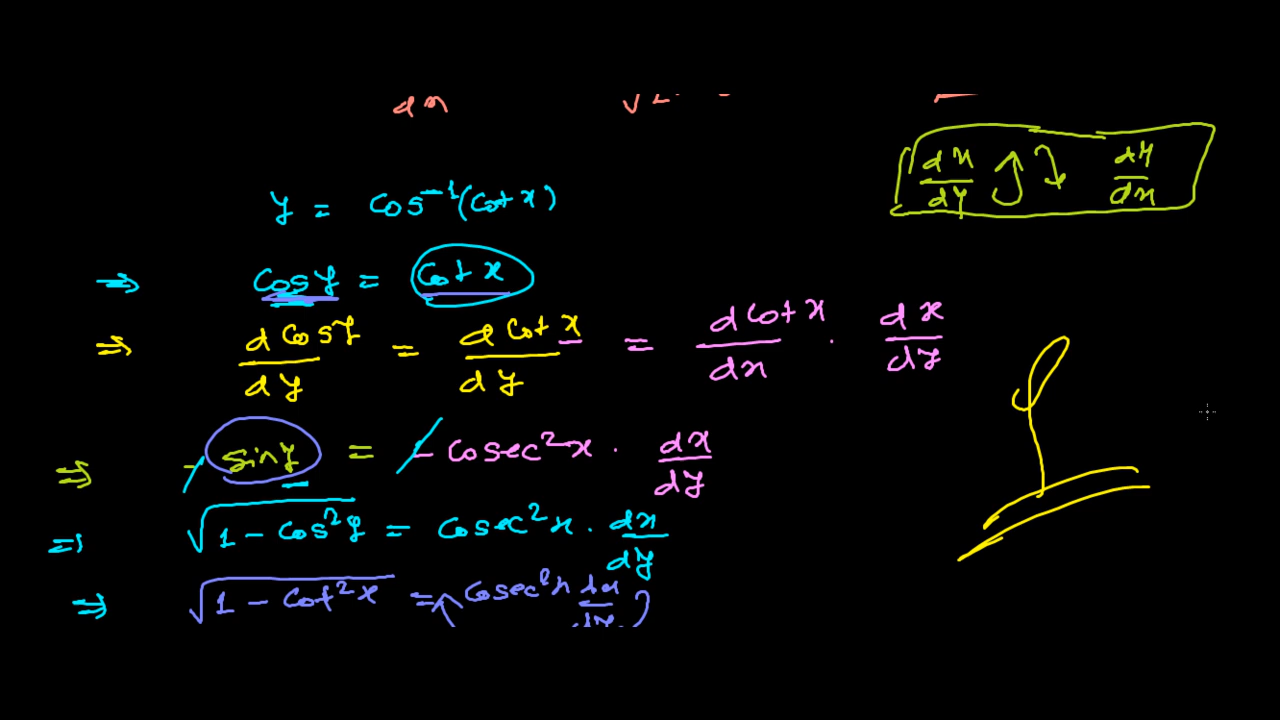 dx
dx/dy dy/dx
y = Cos⁻¹(Cot x)
⇒ Cos y = Cot x
⇒ d Cos y/dy = d Cot x/dy = d Cot x/dx · dx/dy
⇒ - sin y = - Cosec²x · dx/dy
⇒ √1 - Cos²y = Cosec²x · dx/dy
⇒ √1 - Cot²x = Cosec²x dx/dy